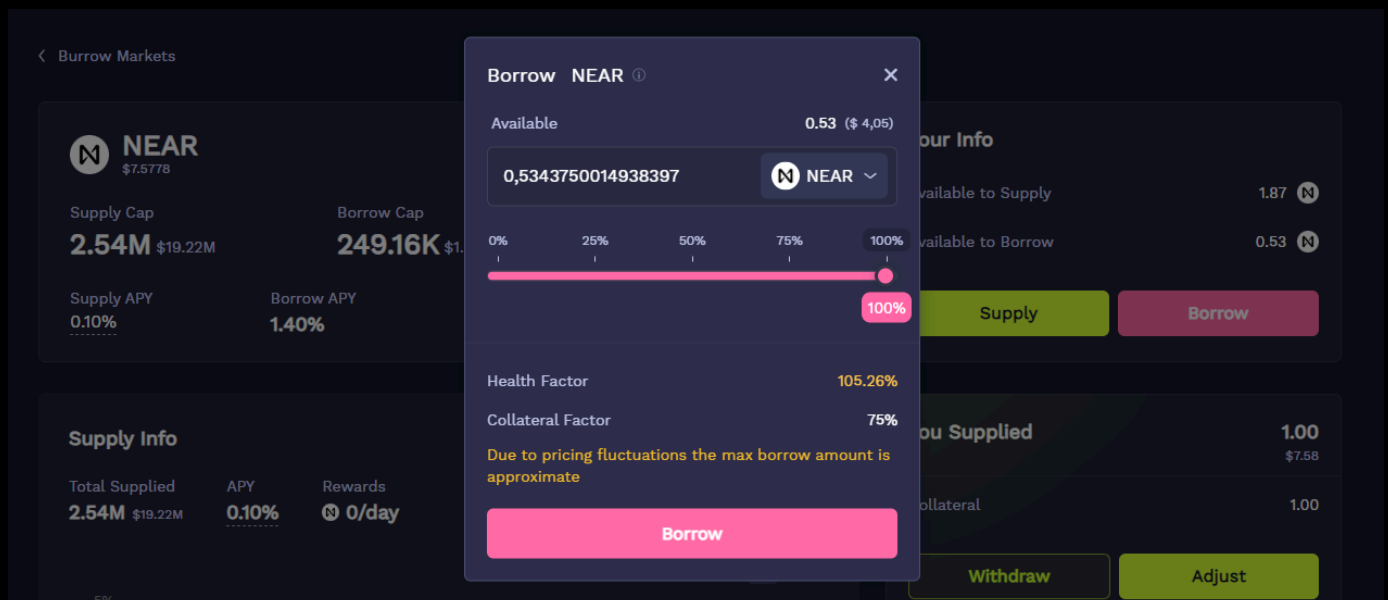 Burrow Markets
NEAR
$7.5778
Supply Cap
2.54M $19.22M
Borrow Cap
249.16K $1.
Supply APY
0.10%
Borrow APY
1.40%
Supply Info
Total Supplied
2.54M $19.22M
APY
0.10%
Rewards
0/day
5%
Borrow NEAR
Available
0.53 ($ 4,05)
0,5343750014938397
NEAR
0% 25% 50% 75% 100%
100%
Health Factor 105.26%
Collateral Factor 75%
Due to pricing fluctuations the max borrow amount is
approximate
Borrow
our Info
vailable to Supply 1.87
vailable to Borrow 0.53
Supply
Borrow
ou Supplied 1.00
$7.58
ollateral 1.00
Withdraw
Adjust